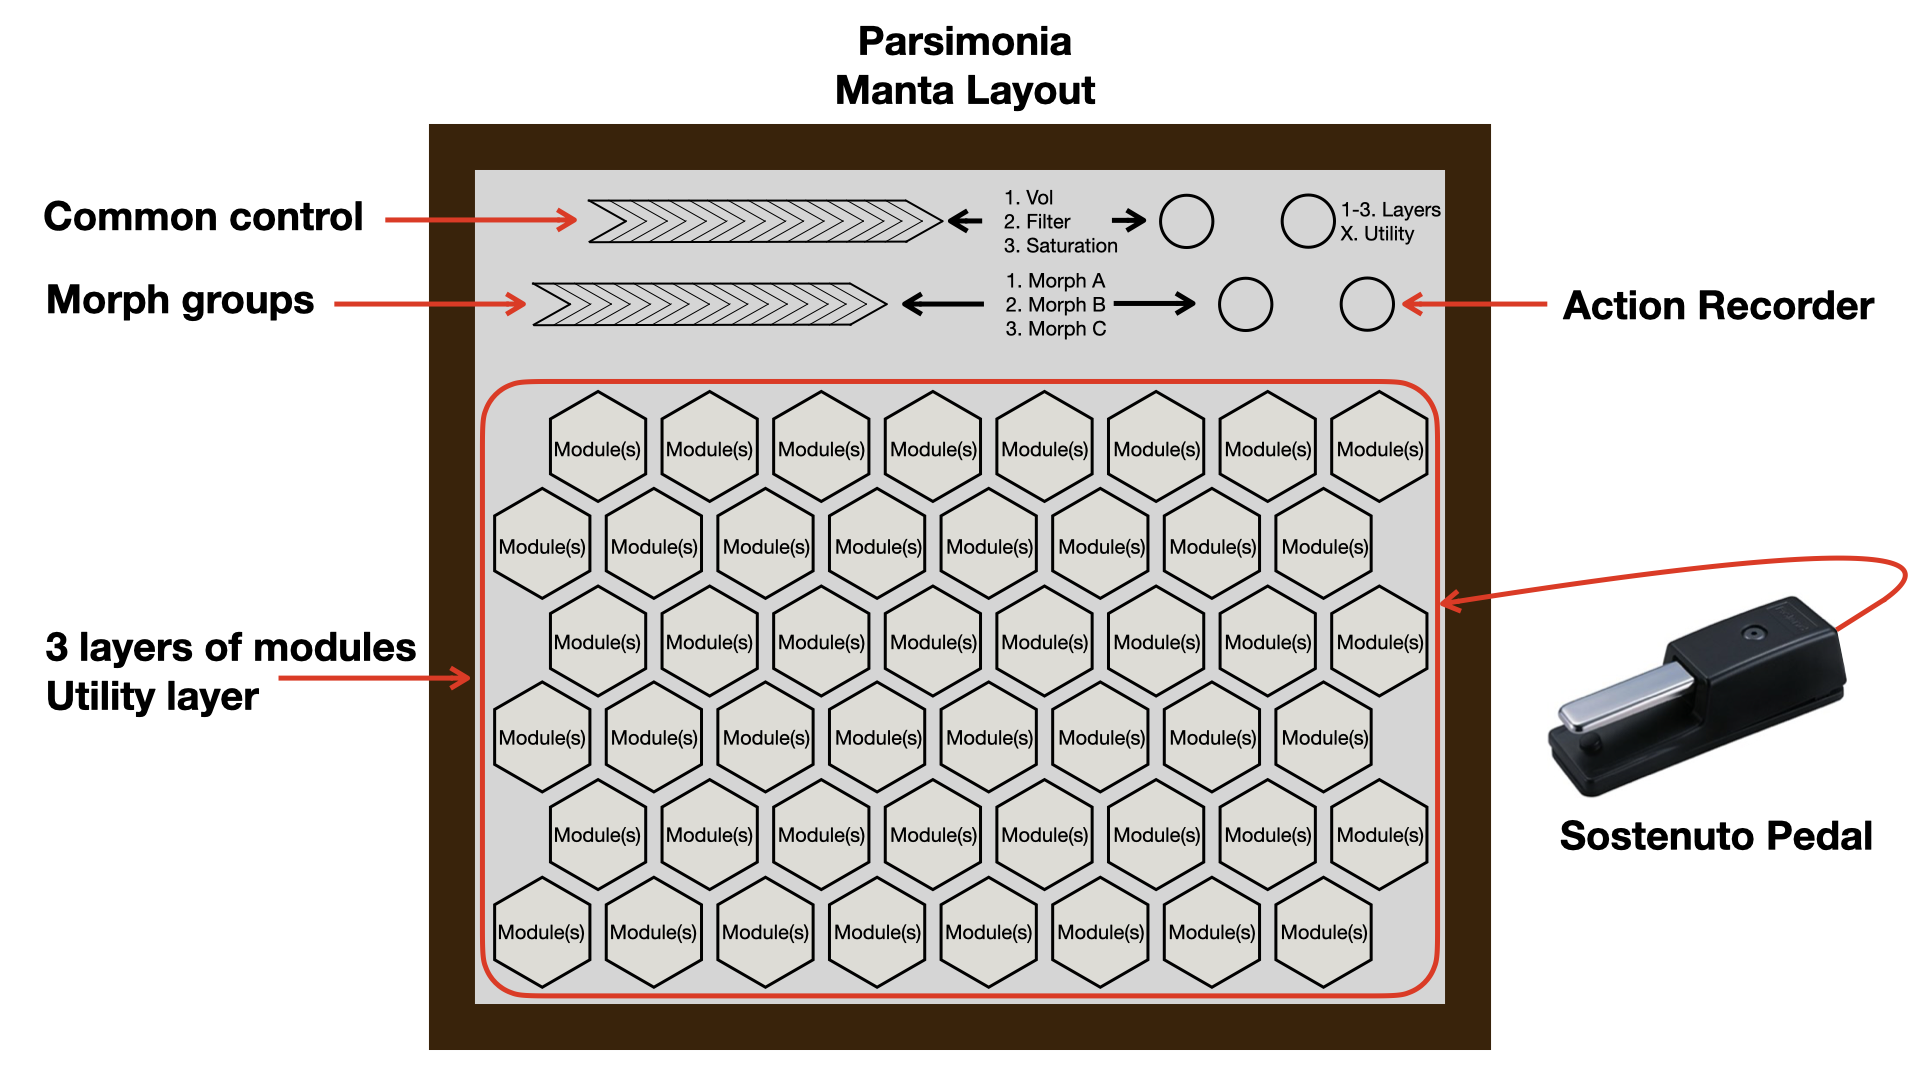 Parsimonia
Manta Layout
Common control
1. Vol
2. Filter
3. Saturation
1-3. Layers
X. Utility
Morph groups
1. Morph A
2. Morph B
3. Morph C
Action Recorder
Module(s) Module(s) Module(s) Module(s) Module(s) Module(s) Module(s) Module(s)
Module(s) Module(s) Module(s) Module(s) Module(s) Module(s) Module(s) Module(s)
Module(s) Module(s) Module(s) Module(s) Module(s) Module(s) Module(s) Module(s)
Module(s) Module(s) Module(s) Module(s) Module(s) Module(s) Module(s) Module(s)
Module(s) Module(s) Module(s) Module(s) Module(s) Module(s) Module(s) Module(s)
Module(s) Module(s) Module(s) Module(s) Module(s) Module(s) Module(s) Module(s)
3 layers of modules
Utility layer
Sostenuto Pedal